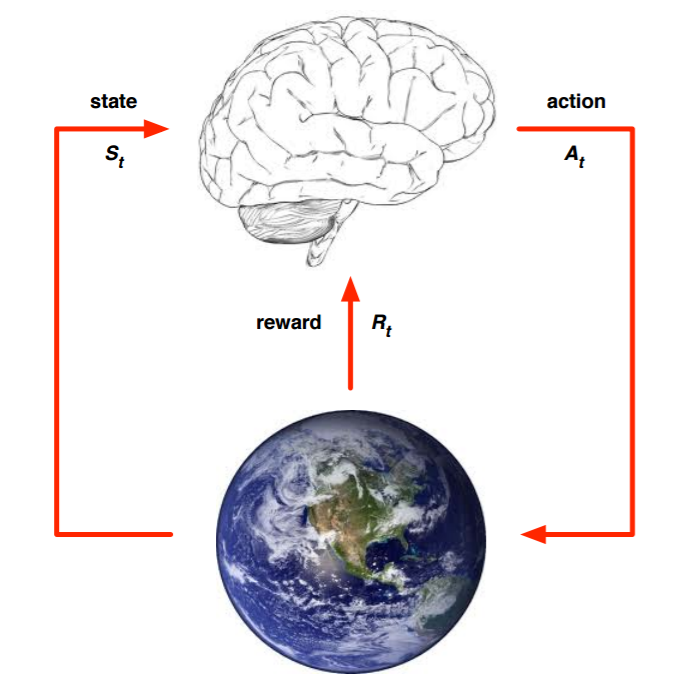 state
S_t
action
A_t
reward
R_t